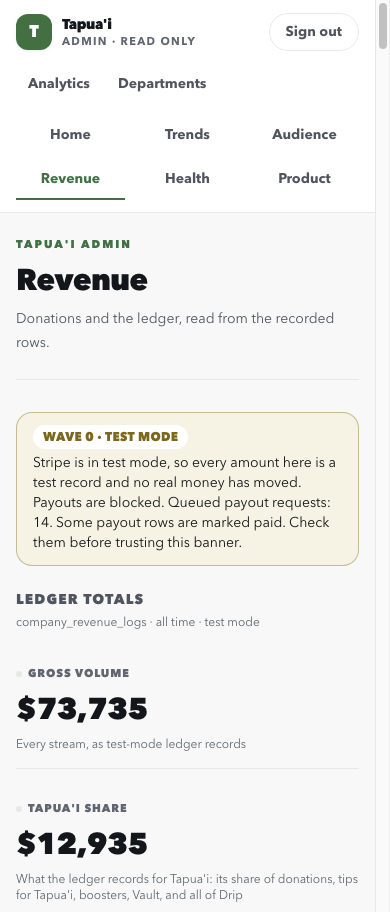 T
Tapua'i
ADMIN · READ ONLY
Sign out
Analytics
Departments
Home
Trends
Audience
Revenue
Health
Product
TAPUA'I ADMIN
Revenue
Donations and the ledger, read from the recorded
rows.
WAVE 0 · TEST MODE
Stripe is in test mode, so every amount here is a
test record and no real money has moved.
Payouts are blocked. Queued payout requests:
14. Some payout rows are marked paid. Check
them before trusting this banner.
LEDGER TOTALS
company_revenue_logs · all time · test mode
GROSS VOLUME
$73,735
Every stream, as test-mode ledger records
TAPUA'I SHARE
$12,935
What the ledger records for Tapua'i: its share of donations, tips
for Tapua'i, boosters, Vault, and all of Drip